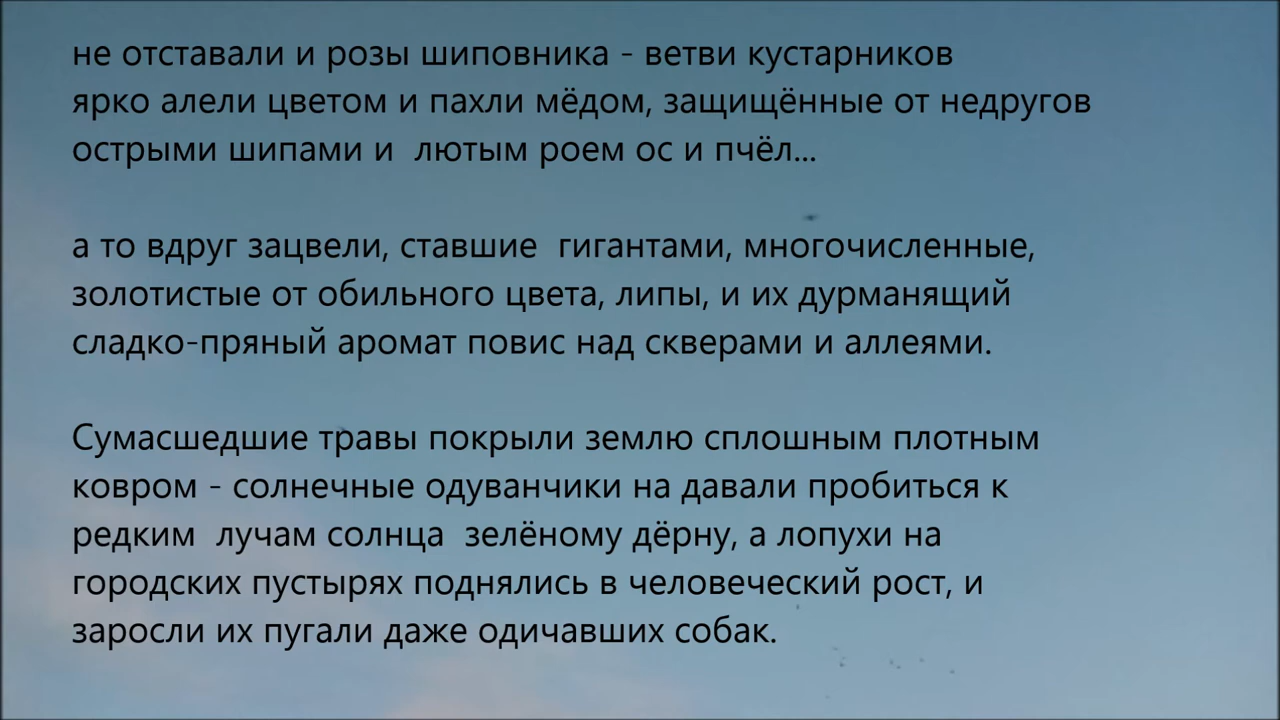 не отставали и розы шиповника - ветви кустарников
ярко алели цветом и пахли мёдом, защищённые от недругов
острыми шипами и  лютым роем ос и пчёл...
а то вдруг зацвели, ставшие  гигантами, многочисленные,
золотистые от обильного цвета, липы, и их дурманящий
сладко-пряный аромат повис над скверами и аллеями.
Сумасшедшие травы покрыли землю сплошным плотным
ковром - солнечные одуванчики на давали пробиться к
редким  лучам солнца  зелёному дёрну, а лопухи на
городских пустырях поднялись в человеческий рост, и
заросли их пугали даже одичавших собак.